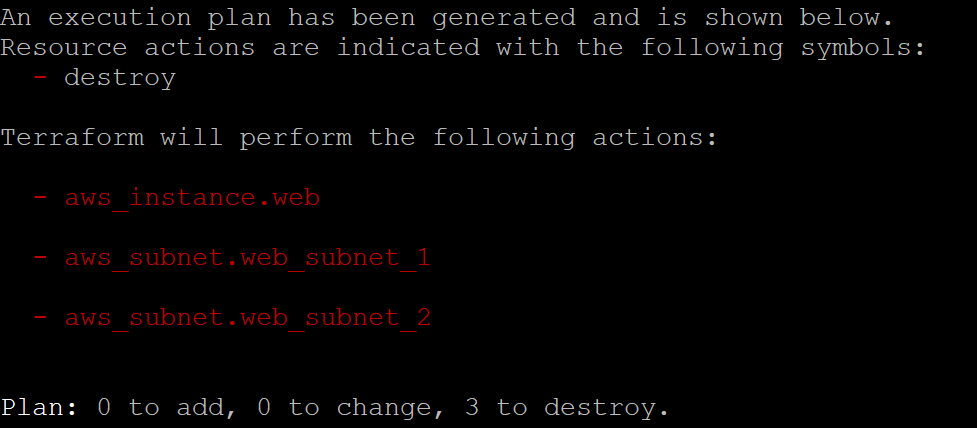 An execution plan has been generated and is shown below.
Resource actions are indicated with the following symbols:
- destroy
Terraform will perform the following actions:
- aws_instance.web
- aws_subnet.web_subnet_1
- aws_subnet.web_subnet_2
Plan: 0 to add, 0 to change, 3 to destroy.